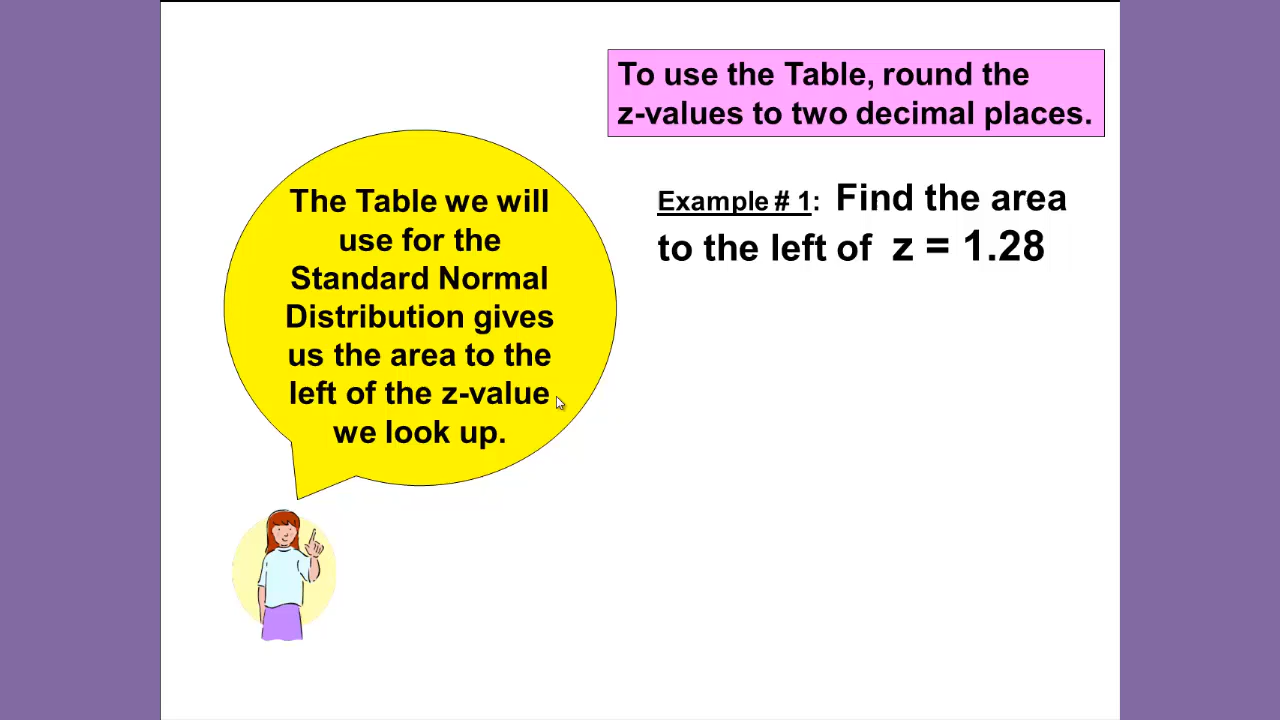 To use the Table, round the
z-values to two decimal places.
The Table we will
use for the
Standard Normal
Distribution gives
us the area to the
left of the z-value
we look up.
Example # 1:  Find the area
to the left of  z = 1.28